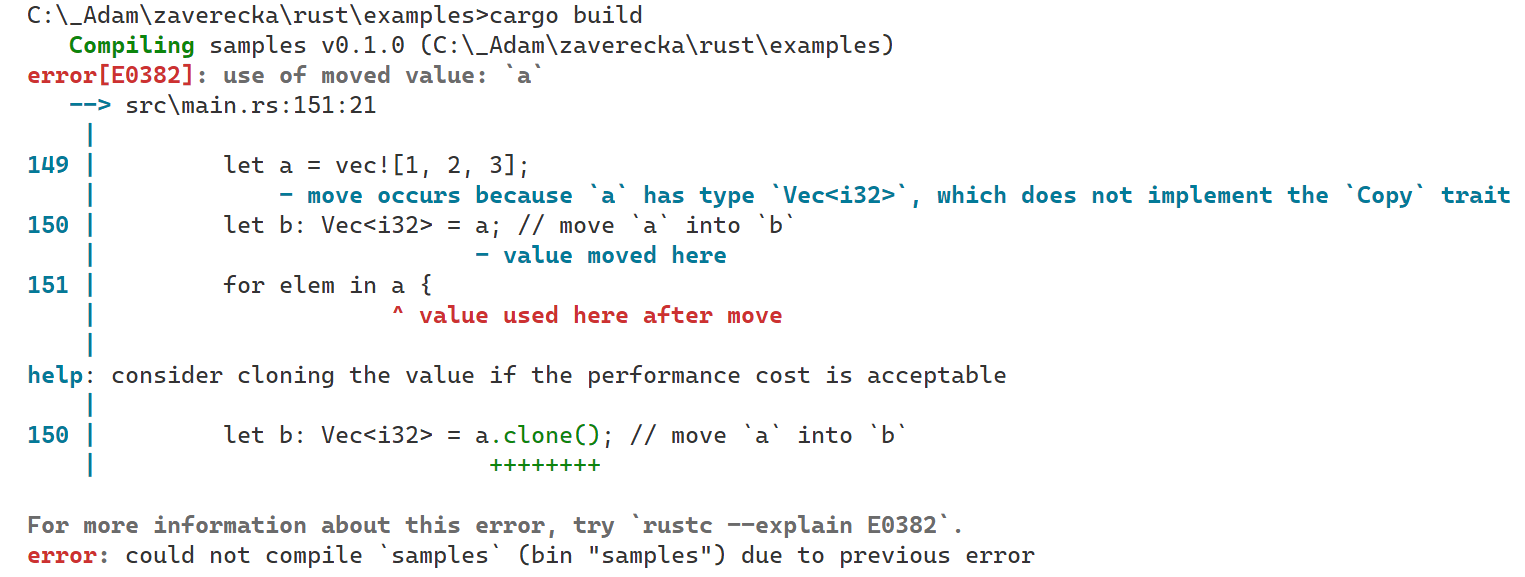 C:\_Adam\zaverecka\rust\examples>cargo build
   Compiling samples v0.1.0 (C:\_Adam\zaverecka\rust\examples)
error[E0382]: use of moved value: `a`
   --> src\main.rs:151:21
    |
149 |         let a = vec![1, 2, 3];
    |             - move occurs because `a` has type `Vec<i32>`, which does not implement the `Copy` trait
150 |         let b: Vec<i32> = a; // move `a` into `b`
    |                           - value moved here
151 |         for elem in a {
    |                     ^ value used here after move
    |
help: consider cloning the value if the performance cost is acceptable
    |
150 |         let b: Vec<i32> = a.clone(); // move `a` into `b`
    |                            ++++++++

For more information about this error, try `rustc --explain E0382`.
error: could not compile `samples` (bin "samples") due to previous error